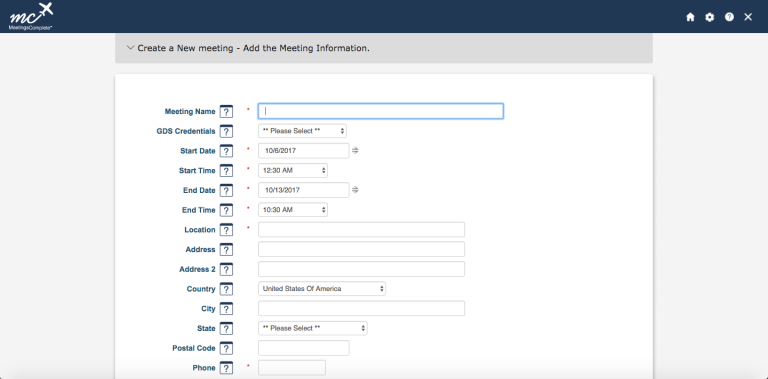 mc
MeetingsComplete
Create a New meeting - Add the Meeting Information.
Meeting Name ? *
GDS Credentials ? * ** Please Select **
Start Date ? * 10/6/2017
Start Time ? * 12:30 AM
End Date ? * 10/13/2017
End Time ? * 10:30 AM
Location ? *
Address ?
Address 2 ?
Country ? United States Of America
City ?
State ? ** Please Select **
Postal Code ?
Phone ? *